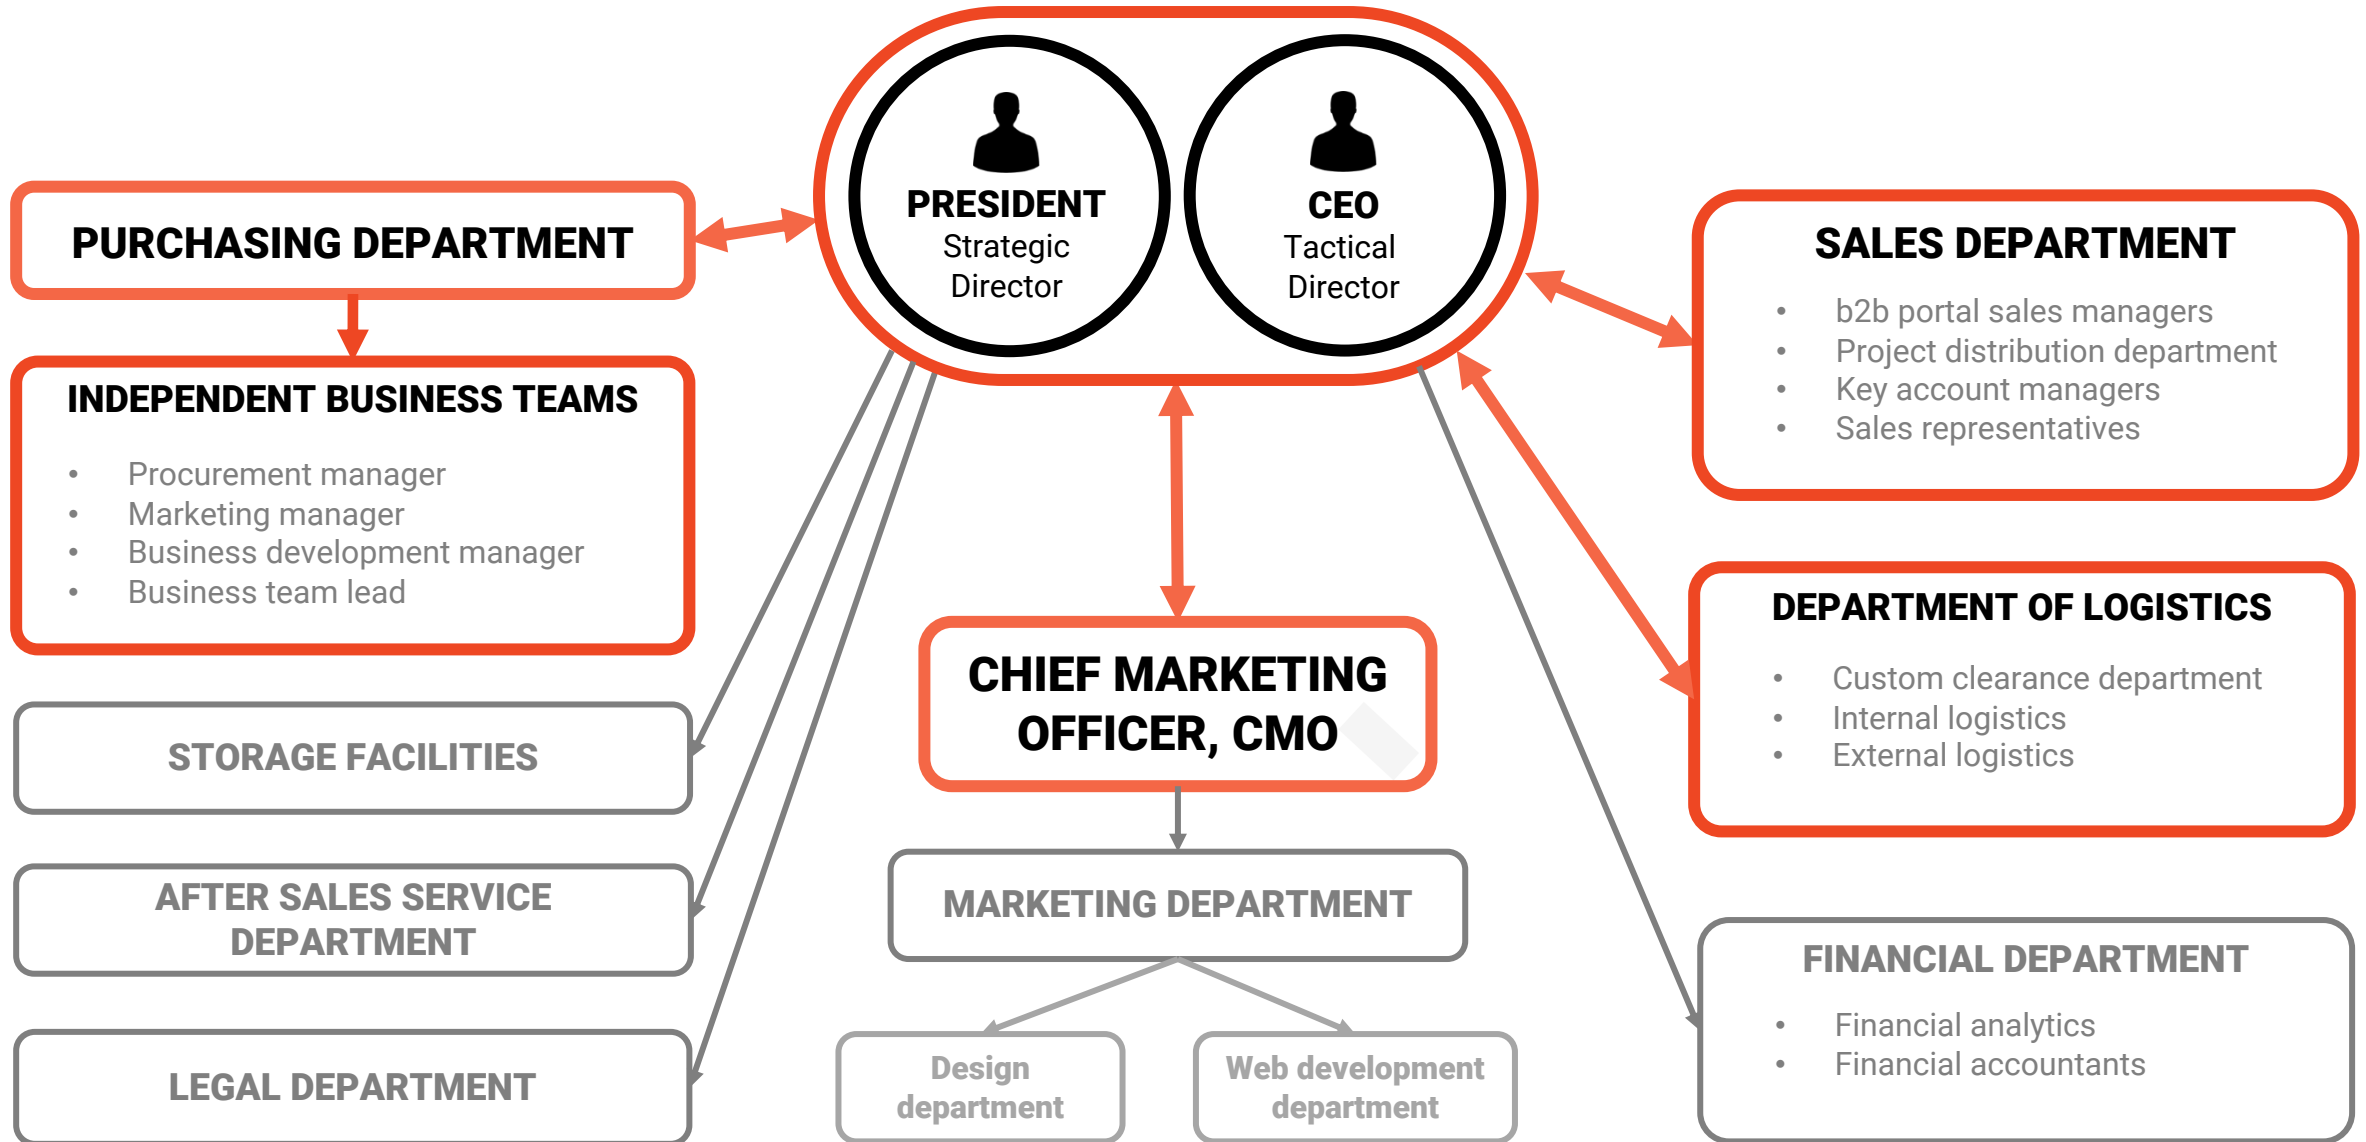 PRESIDENT
Strategic
Director
CEO
Tactical
Director
PURCHASING DEPARTMENT
INDEPENDENT BUSINESS TEAMS
• Procurement manager
• Marketing manager
• Business development manager
• Business team lead
STORAGE FACILITIES
AFTER SALES SERVICE
DEPARTMENT
LEGAL DEPARTMENT
CHIEF MARKETING
OFFICER, CMO
MARKETING DEPARTMENT
Design
department
Web development
department
SALES DEPARTMENT
• b2b portal sales managers
• Project distribution department
• Key account managers
• Sales representatives
DEPARTMENT OF LOGISTICS
• Custom clearance department
• Internal logistics
• External logistics
FINANCIAL DEPARTMENT
• Financial analytics
• Financial accountants